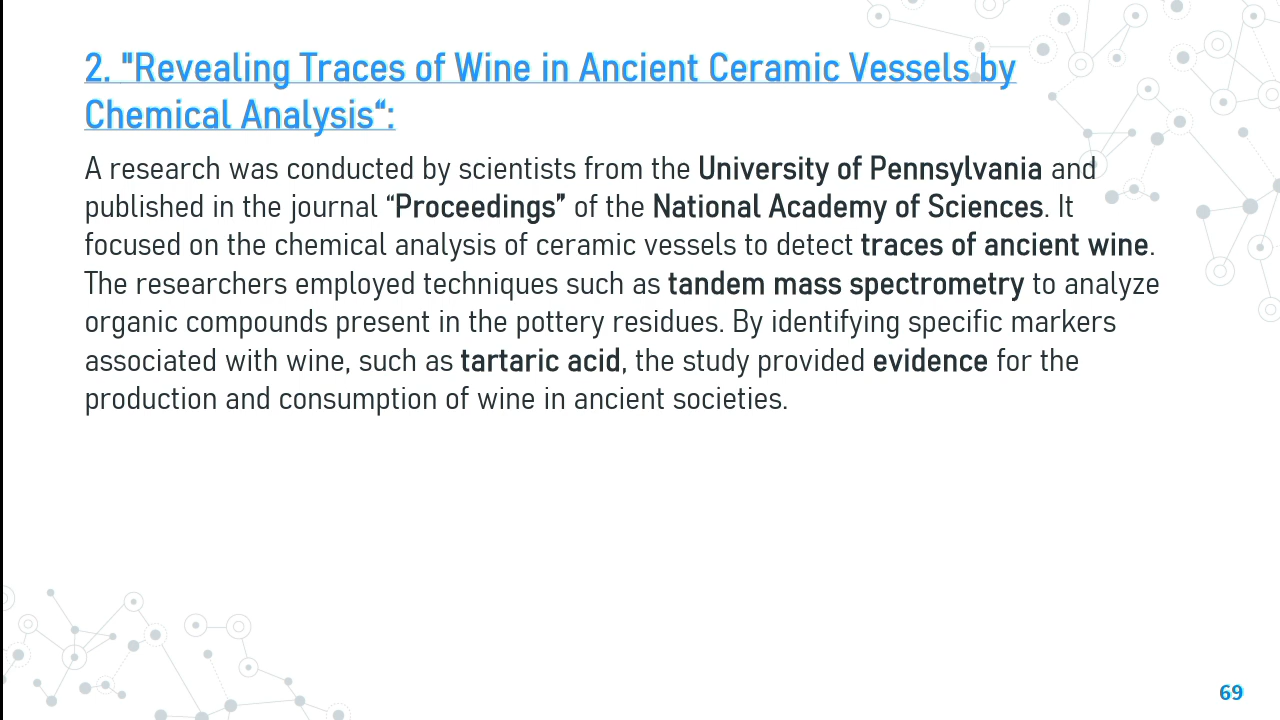 2. "Revealing Traces of Wine in Ancient Ceramic Vessels by
Chemical Analysis“:
A research was conducted by scientists from the University of Pennsylvania and
published in the journal “Proceedings” of the National Academy of Sciences. It
focused on the chemical analysis of ceramic vessels to detect traces of ancient wine.
The researchers employed techniques such as tandem mass spectrometry to analyze
organic compounds present in the pottery residues. By identifying specific markers
associated with wine, such as tartaric acid, the study provided evidence for the
production and consumption of wine in ancient societies.
69